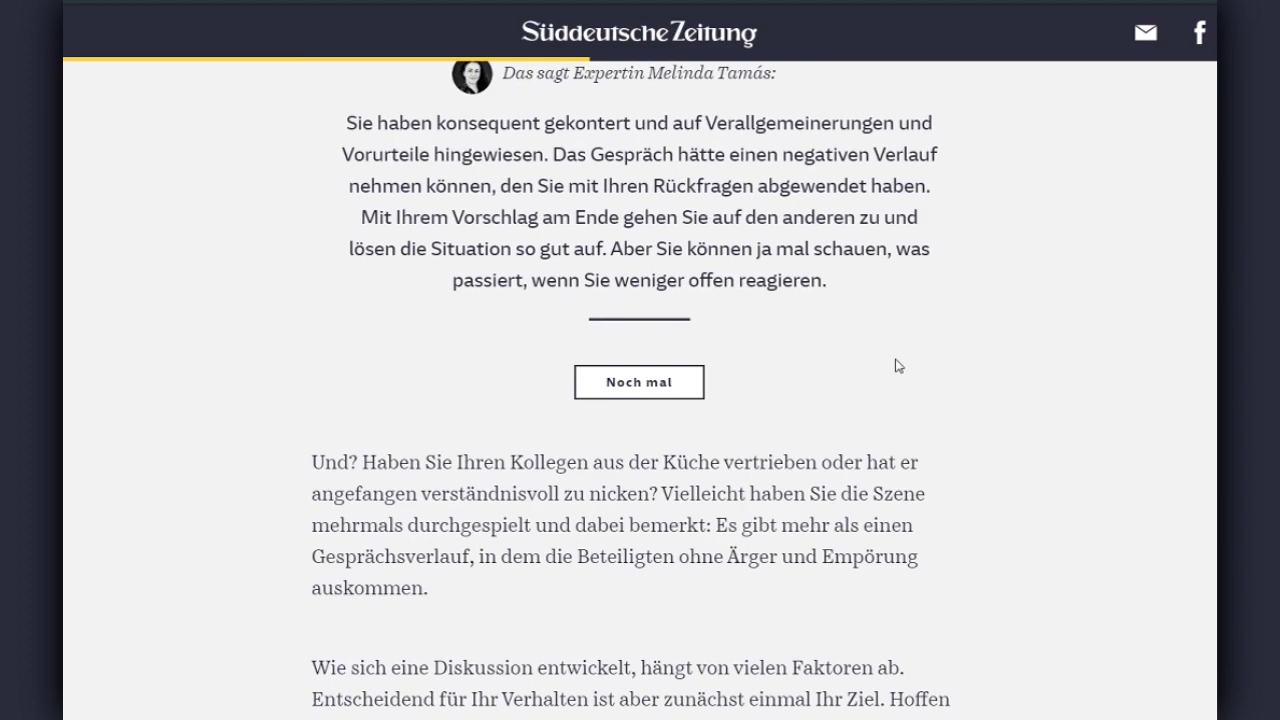 Süddeutsche Zeitung
f
Das sagt Expertin Melinda Tamás:
Sie haben konsequent gekontert und auf Verallgemeinerungen und
Vorurteile hingewiesen. Das Gespräch hätte einen negativen Verlauf
nehmen können, den Sie mit Ihren Rückfragen abgewendet haben.
Mit Ihrem Vorschlag am Ende gehen Sie auf den anderen zu und
lösen die Situation so gut auf. Aber Sie können ja mal schauen, was
passiert, wenn Sie weniger offen reagieren.
Noch mal
Und? Haben Sie Ihren Kollegen aus der Küche vertrieben oder hat er
angefangen verständnisvoll zu nicken? Vielleicht haben Sie die Szene
mehrmals durchgespielt und dabei bemerkt: Es gibt mehr als einen
Gesprächsverlauf, in dem die Beteiligten ohne Ärger und Empörung
auskommen.
Wie sich eine Diskussion entwickelt, hängt von vielen Faktoren ab.
Entscheidend für Ihr Verhalten ist aber zunächst einmal Ihr Ziel. Hoffen